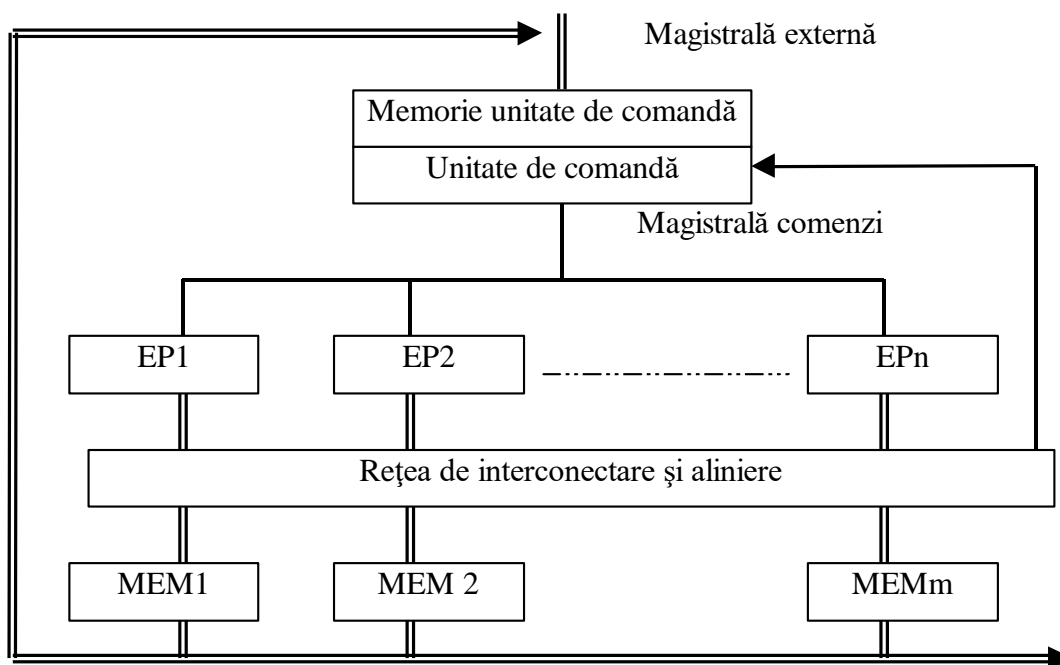 Magistrală externă
Memorie unitate de comandă
Unitate de comandă
Magistrală comenzi
EP1
EP2
EPn
Reţea de interconectare şi aliniere
MEM1
MEM 2
MEMm